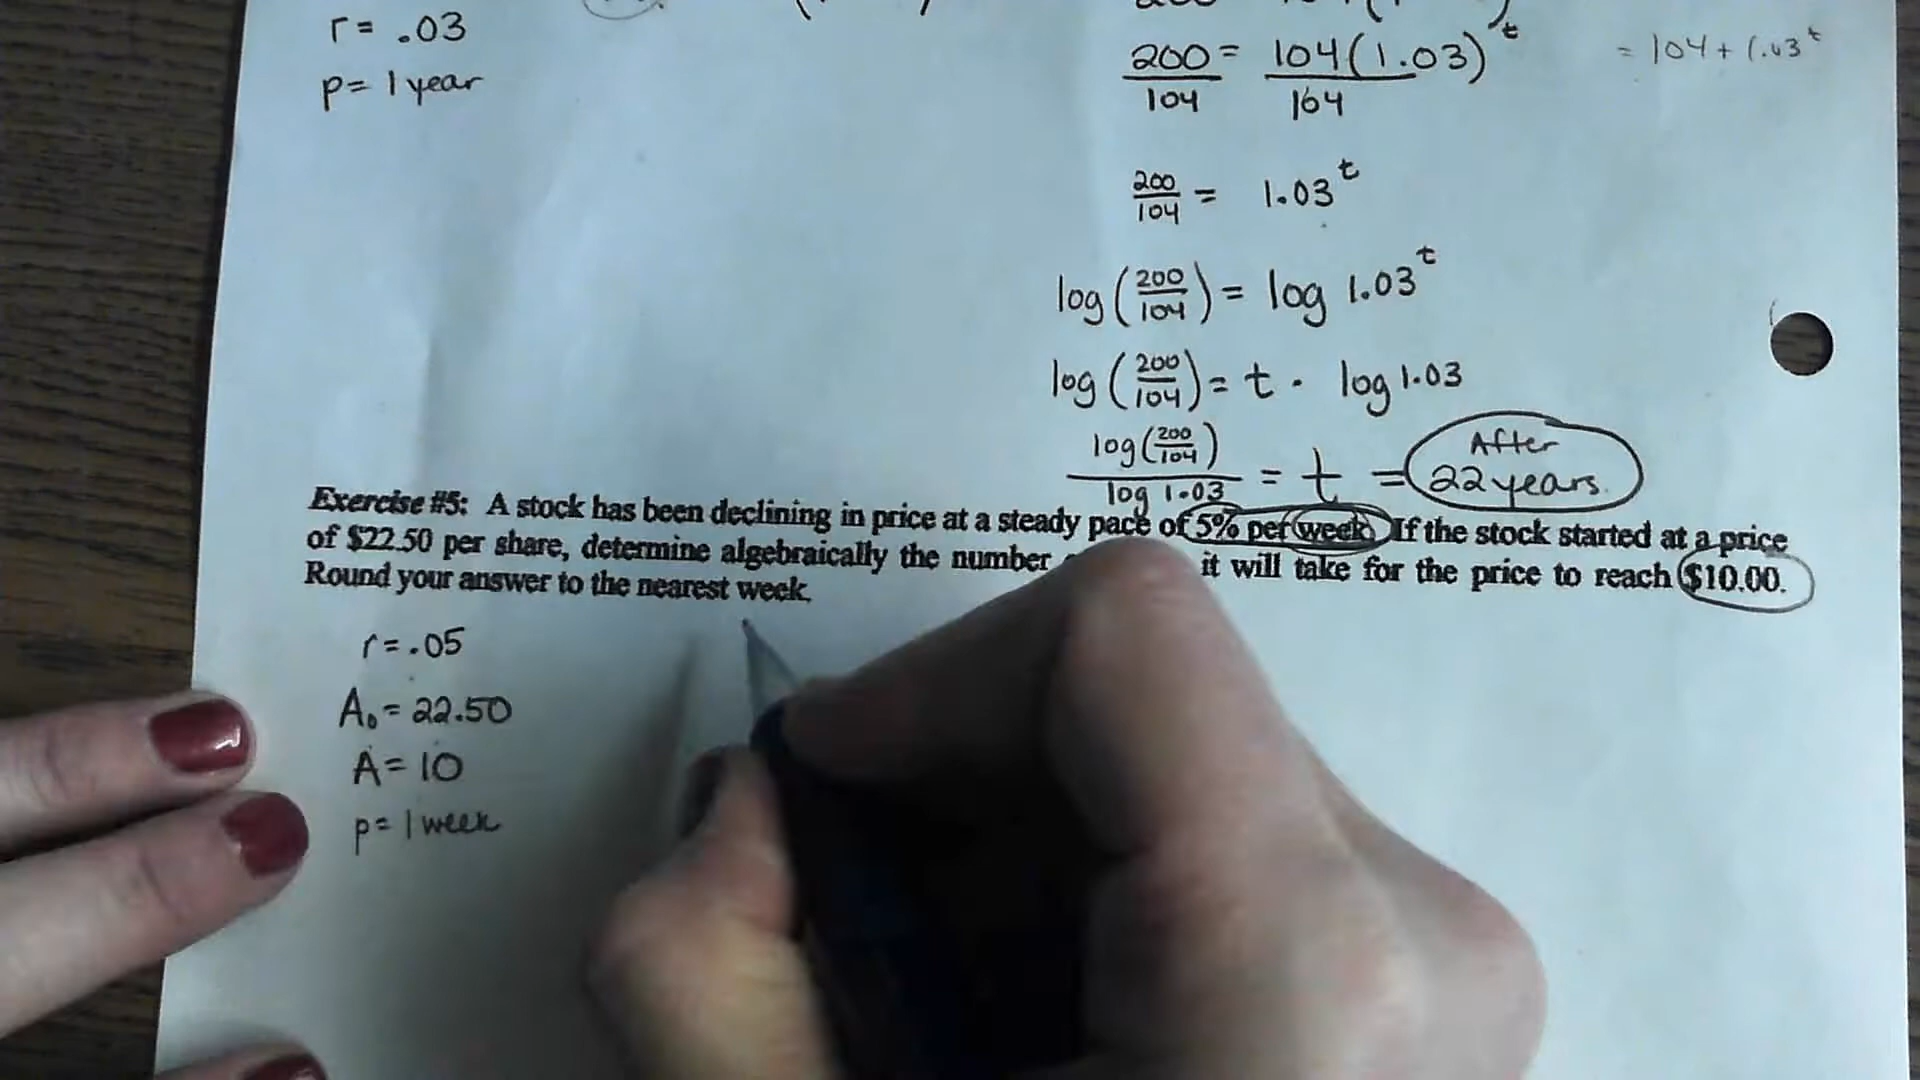 r = .03
p = 1 year
200 = 104(1.03)^t
104 104
= 104 + 1.03^t
200/104 = 1.03^t
log(200/104) = log 1.03^t
log(200/104) = t · log 1.03
log(200/104)/log 1.03 = t = After 22 years.
Exercise #5: A stock has been declining in price at a steady pace of 5% per week. If the stock started at a price
of $22.50 per share, determine algebraically the number it will take for the price to reach $10.00.
Round your answer to the nearest week.
r = .05
A₀ = 22.50
A = 10
p = 1 week